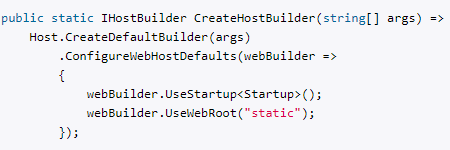 public static IHostBuilder CreateHostBuilder(string[] args) =>
    Host.CreateDefaultBuilder(args)
        .ConfigureWebHostDefaults(webBuilder =>
        {
            webBuilder.UseStartup<Startup>();
            webBuilder.UseWebRoot("static");
        });